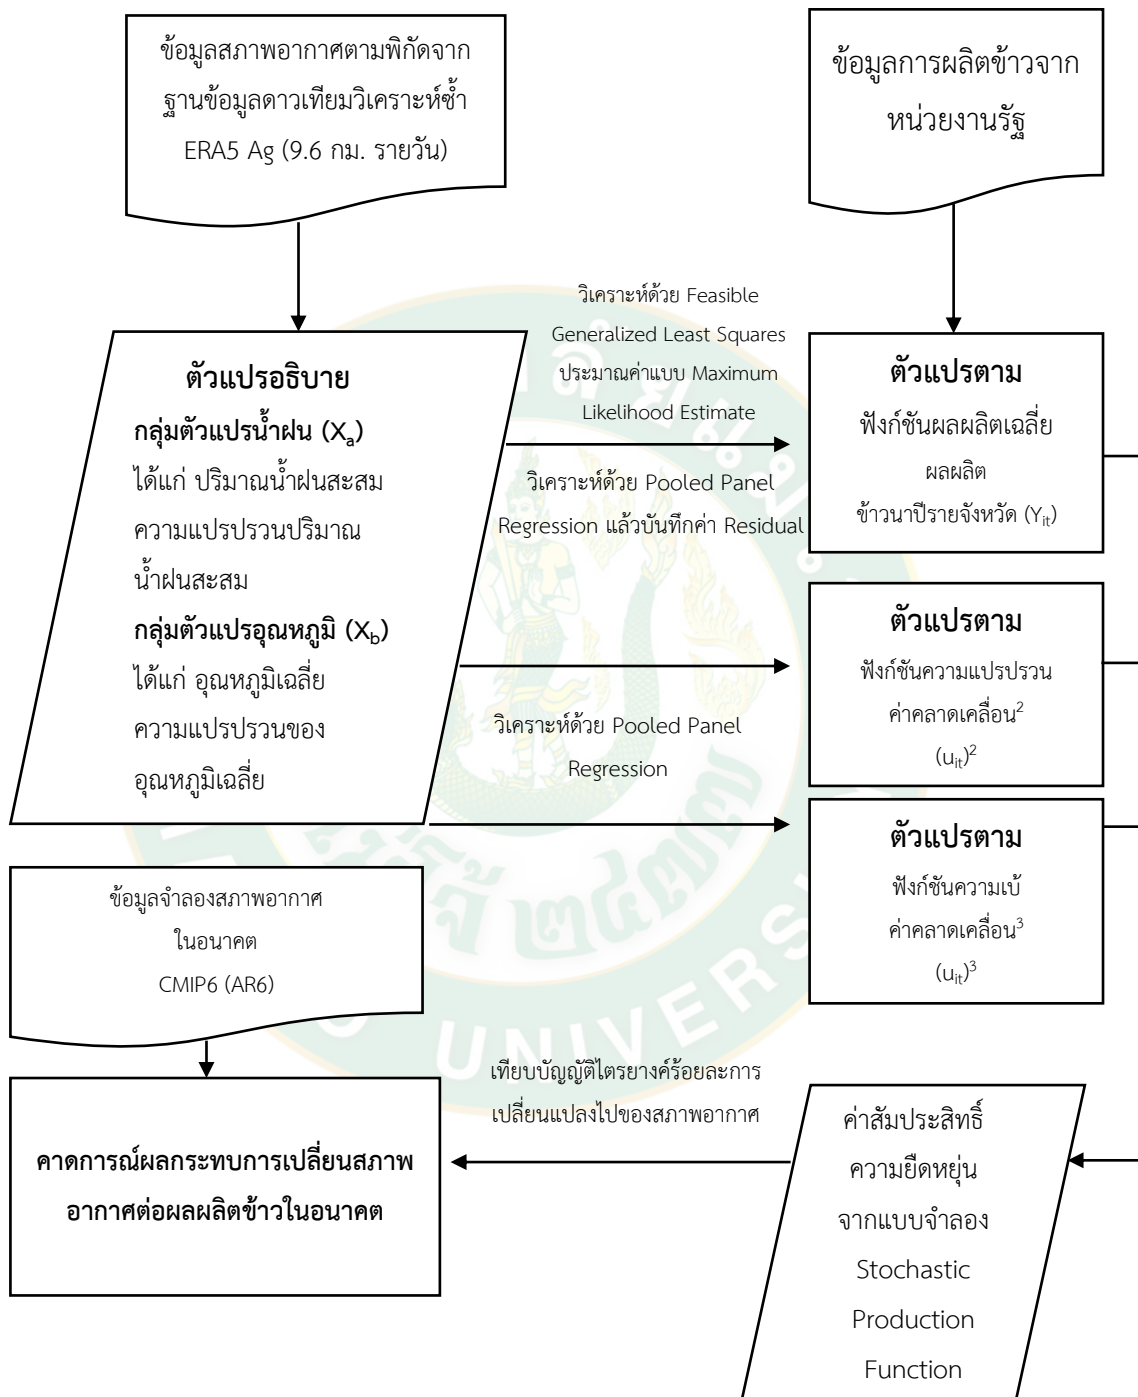 ข้อมูลสภาพอากาศตามพิกัดจาก
ฐานข้อมูลดาวเทียมวิเคราะห์ซ้ำ
ERA5 Ag (9.6 กม. รายวัน)
ข้อมูลการผลิตข้าวจาก
หน่วยงานรัฐ
วิเคราะห์ด้วย Feasible
Generalized Least Squares
ประมาณค่าแบบ Maximum
Likelihood Estimate
ตัวแปรอธิบาย
กลุ่มตัวแปรน้ำฝน (Xa)
ได้แก่ ปริมาณน้ำฝนสะสม
ความแปรปรวนปริมาณ
น้ำฝนสะสม
กลุ่มตัวแปรอุณหภูมิ (Xb)
ได้แก่ อุณหภูมิเฉลี่ย
ความแปรปรวนของ
อุณหภูมิเฉลี่ย
วิเคราะห์ด้วย Pooled Panel
Regression แล้วบันทึกค่า Residual
ตัวแปรตาม
ฟังก์ชันผลผลิตเฉลี่ย
ผลผลิต
ข้าวนาปีรายจังหวัด (Yit)
ตัวแปรตาม
ฟังก์ชันความแปรปรวน
ค่าคลาดเคลื่อน²
(uit)²
วิเคราะห์ด้วย Pooled Panel
Regression
ตัวแปรตาม
ฟังก์ชันความเบ้
ค่าคลาดเคลื่อน³
(uit)³
ข้อมูลจำลองสภาพอากาศ
ในอนาคต
CMIP6 (AR6)
เทียบบัญญัติไตรยางค์ร้อยละการ
เปลี่ยนแปลงไปของสภาพอากาศ
คาดการณ์ผลกระทบการเปลี่ยนสภาพ
อากาศต่อผลผลิตข้าวในอนาคต
ค่าสัมประสิทธิ์
ความยืดหยุ่น
จากแบบจำลอง
Stochastic
Production
Function
UNIVERS
๒๔๗๗